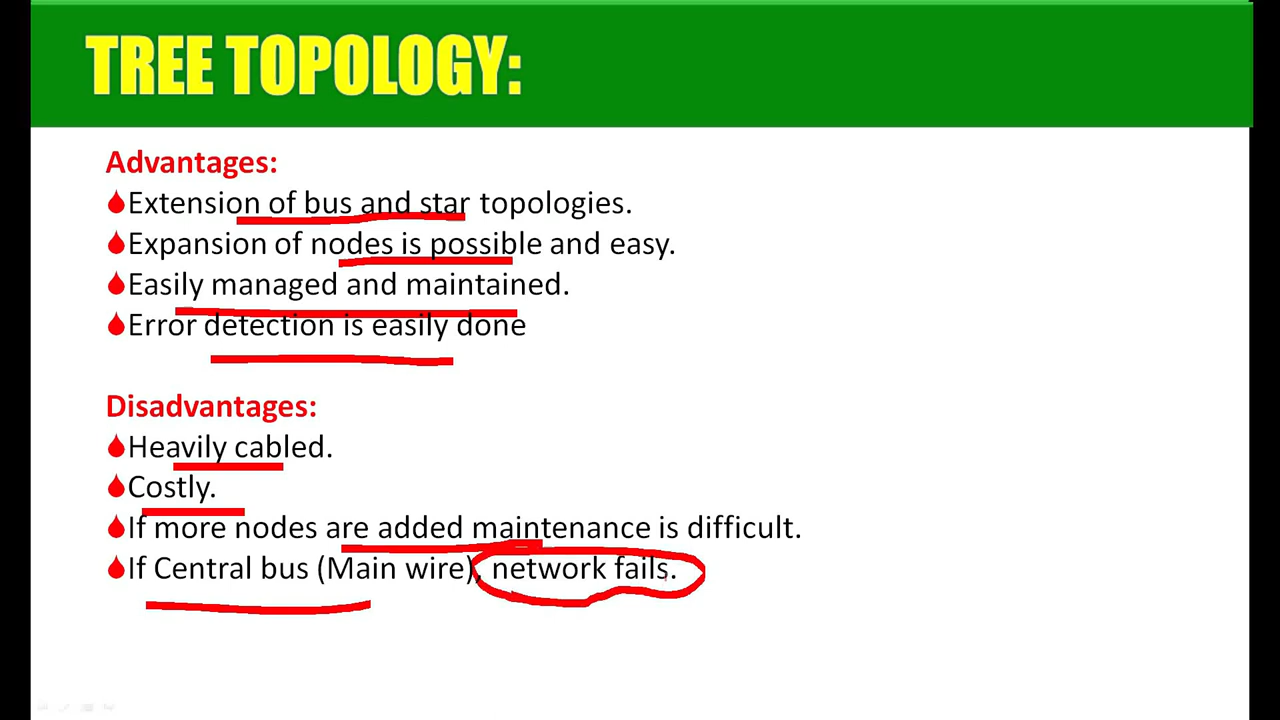 TREE TOPOLOGY:
Advantages:
Extension of bus and star topologies.
Expansion of nodes is possible and easy.
Easily managed and maintained.
Error detection is easily done
Disadvantages:
Heavily cabled.
Costly.
If more nodes are added maintenance is difficult.
If Central bus (Main wire), network fails.